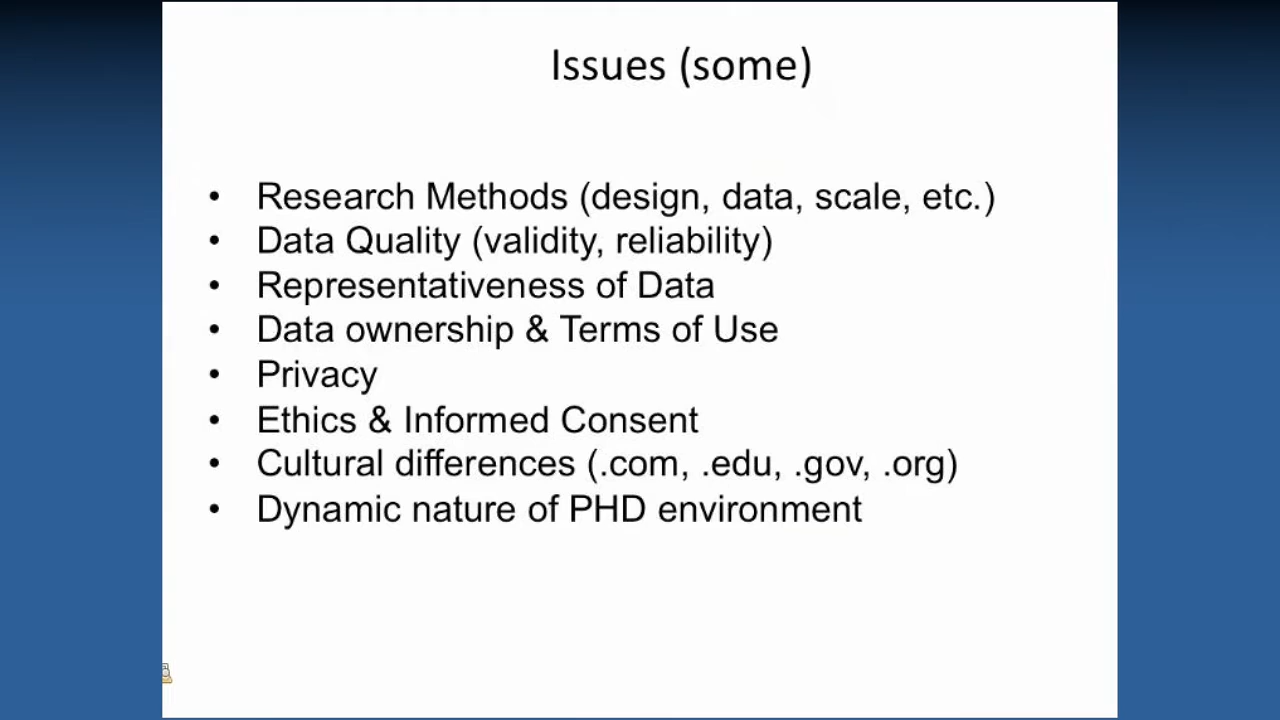 Issues (some)
• Research Methods (design, data, scale, etc.)
• Data Quality (validity, reliability)
• Representativeness of Data
• Data ownership & Terms of Use
• Privacy
• Ethics & Informed Consent
• Cultural differences (.com, .edu, .gov, .org)
• Dynamic nature of PHD environment